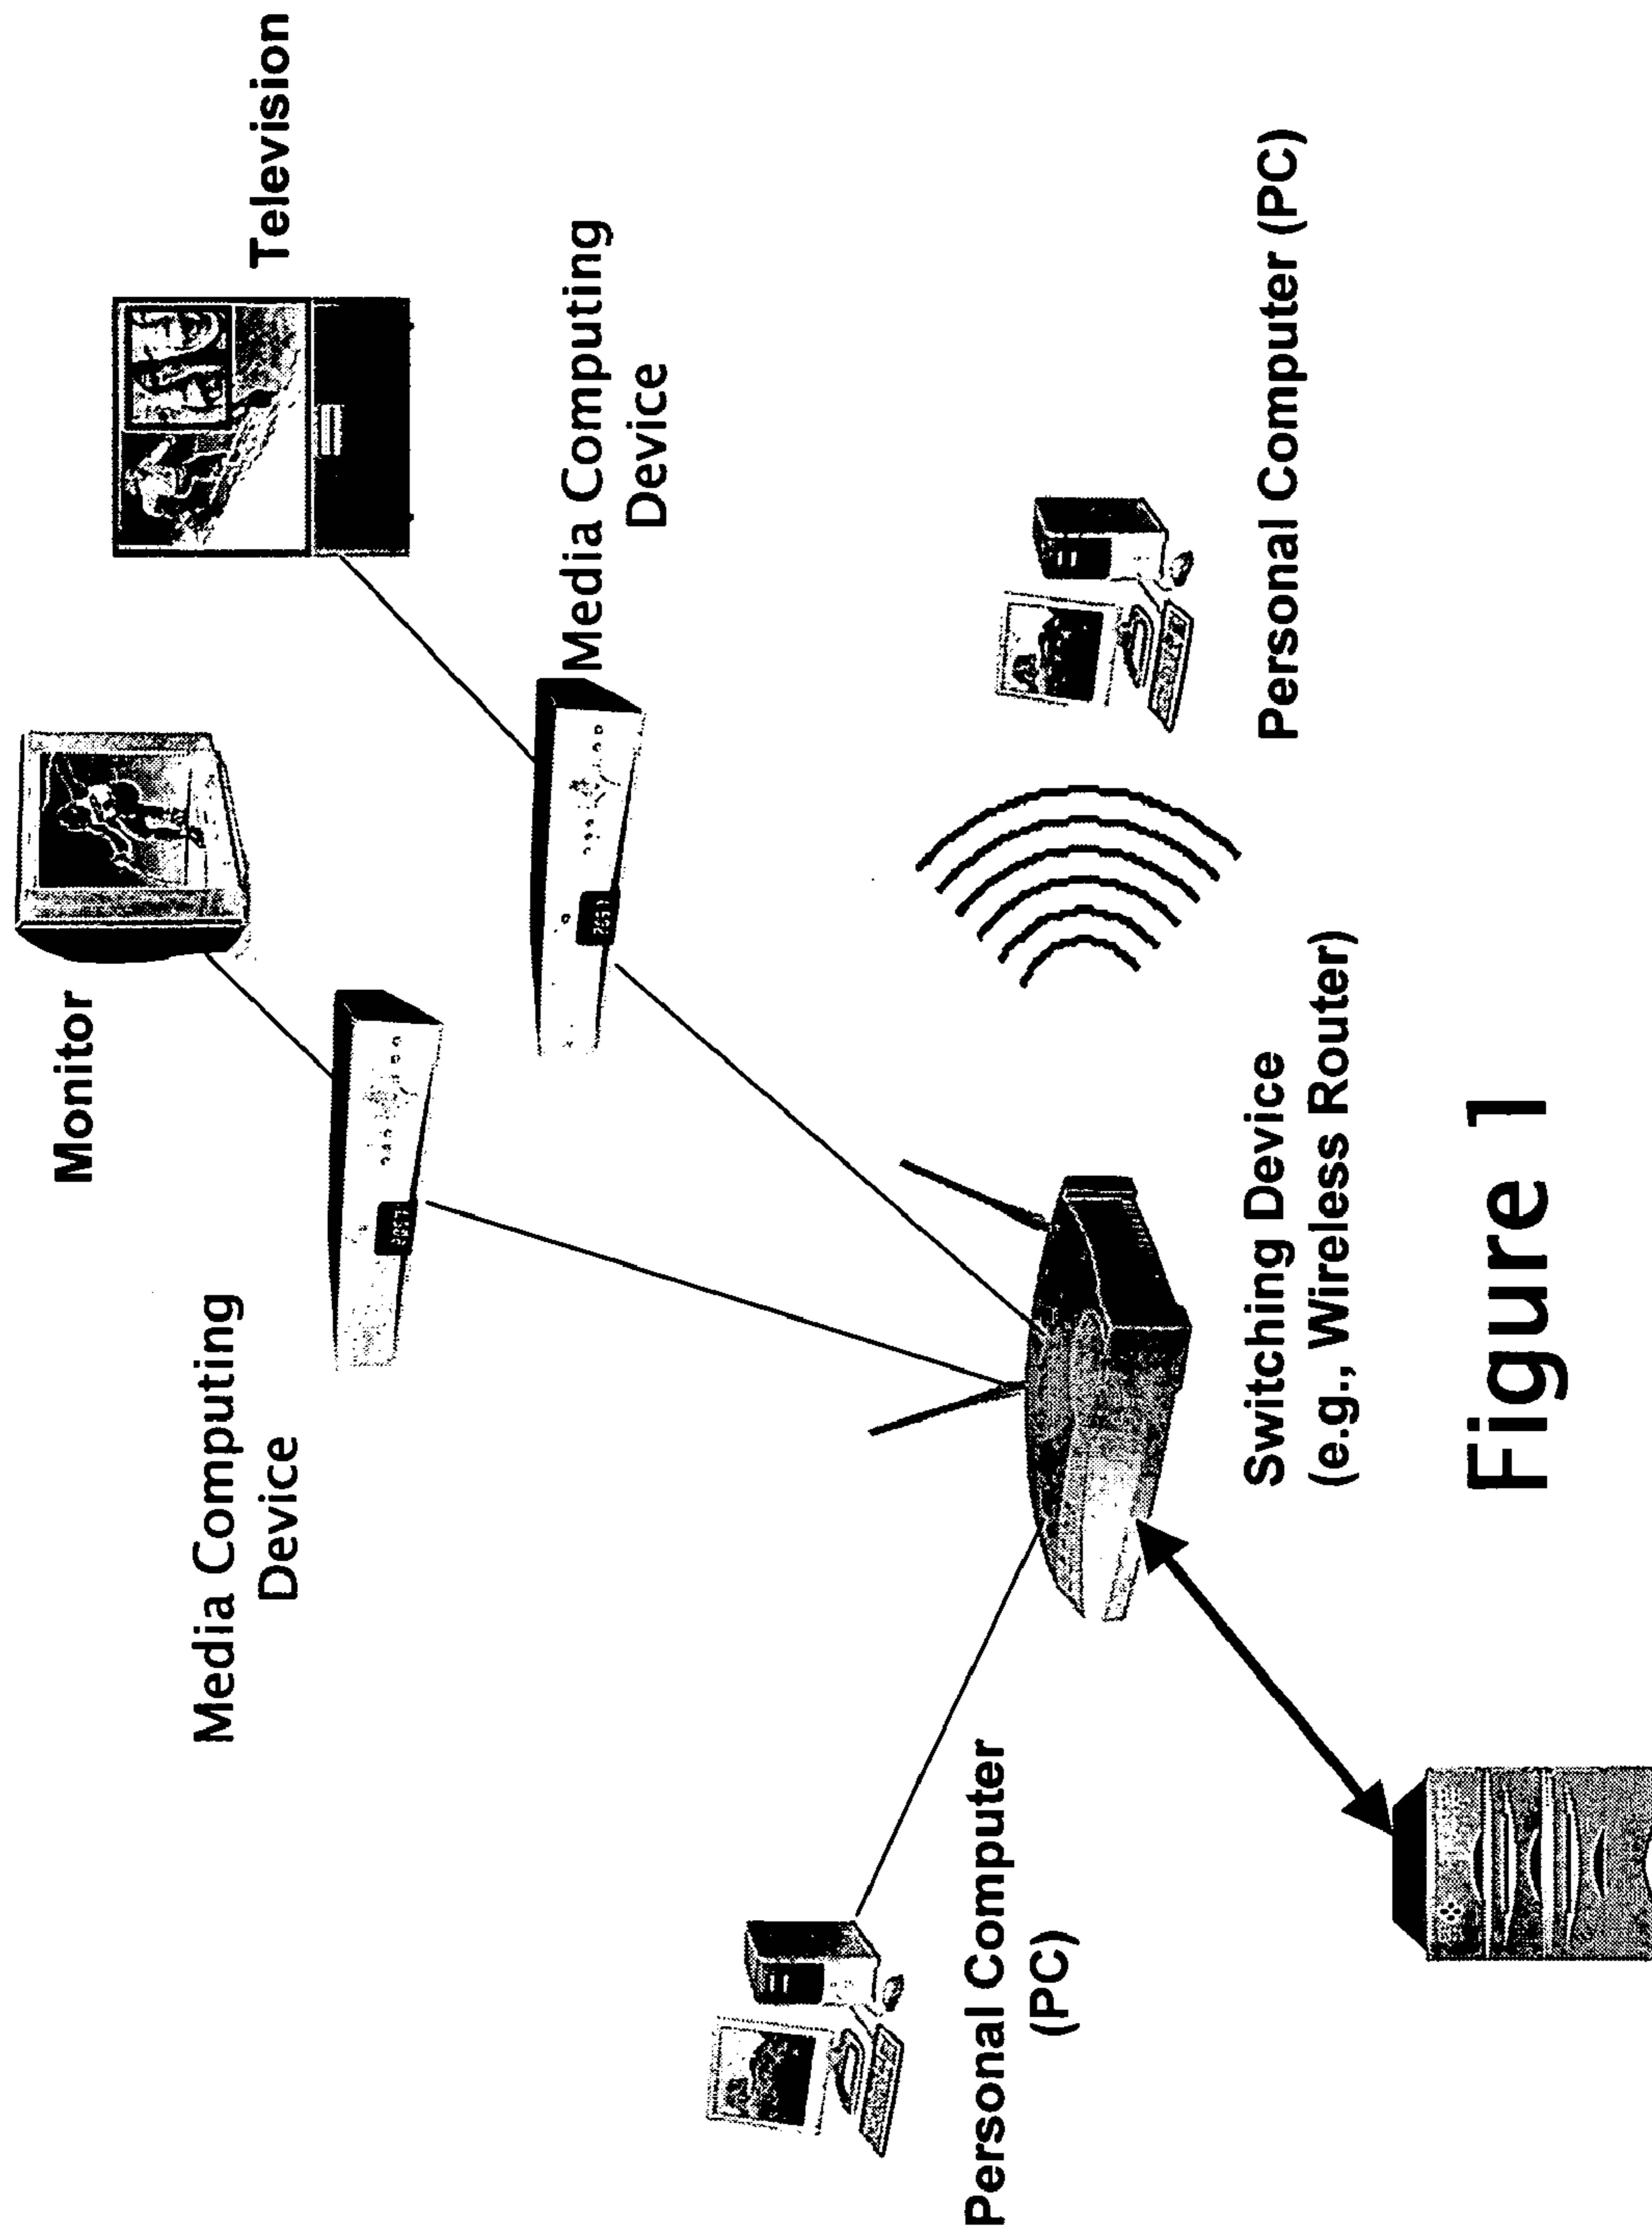 Monitor
Television
Media Computing
Device
Media Computing
Device
Personal Computer
(PC)
Personal Computer (PC)
Switching Device
(e.g., Wireless Router)
Figure 1